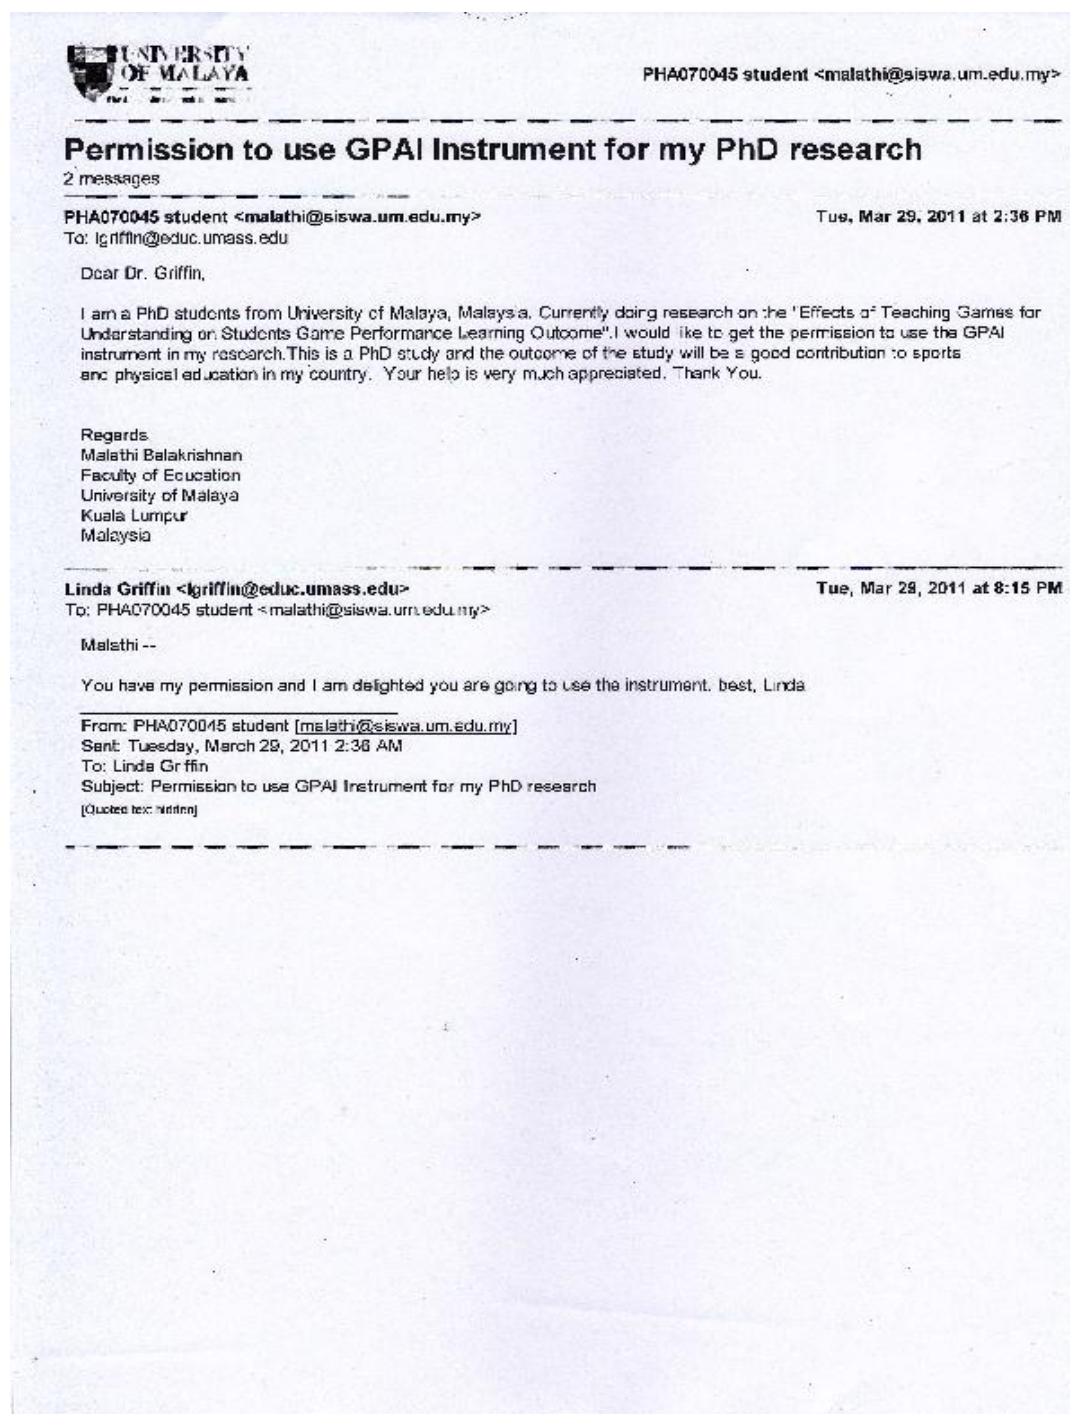 UNIVERSITY
OF MALAYA
PHA070045 student <malathi@siswa.um.edu.my>
Permission to use GPAI Instrument for my PhD research
2 messages
PHA070045 student <malathi@siswa.um.edu.my> Tue, Mar 29, 2011 at 2:36 PM
To: lgriffin@educ.umass.edu
Dear Dr. Griffin,
I am a PhD students from University of Malaya, Malaysia. Currently doing research on the "Effects of Teaching Games for
Understanding on Students Game Performance Learning Outcome".I would like to get the permission to use the GPAI
instrument in my research.This is a PhD study and the outcome of the study will be a good contribution to sports
and physical education in my country. Your help is very much appreciated. Thank You.
Regards
Malathi Balakrishnan
Faculty of Education
University of Malaya
Kuala Lumpur
Malaysia
Linda Griffin <lgriffin@educ.umass.edu> Tue, Mar 29, 2011 at 8:15 PM
To: PHA070045 student <malathi@siswa.um.edu.my>
Malathi --
You have my permission and I am delighted you are going to use the instrument. best, Linda
From: PHA070045 student [malathi@siswa.um.edu.my]
Sent: Tuesday, March 29, 2011 2:36 AM
To: Linda Griffin
Subject: Permission to use GPAI Instrument for my PhD research
[Quoted text hidden]